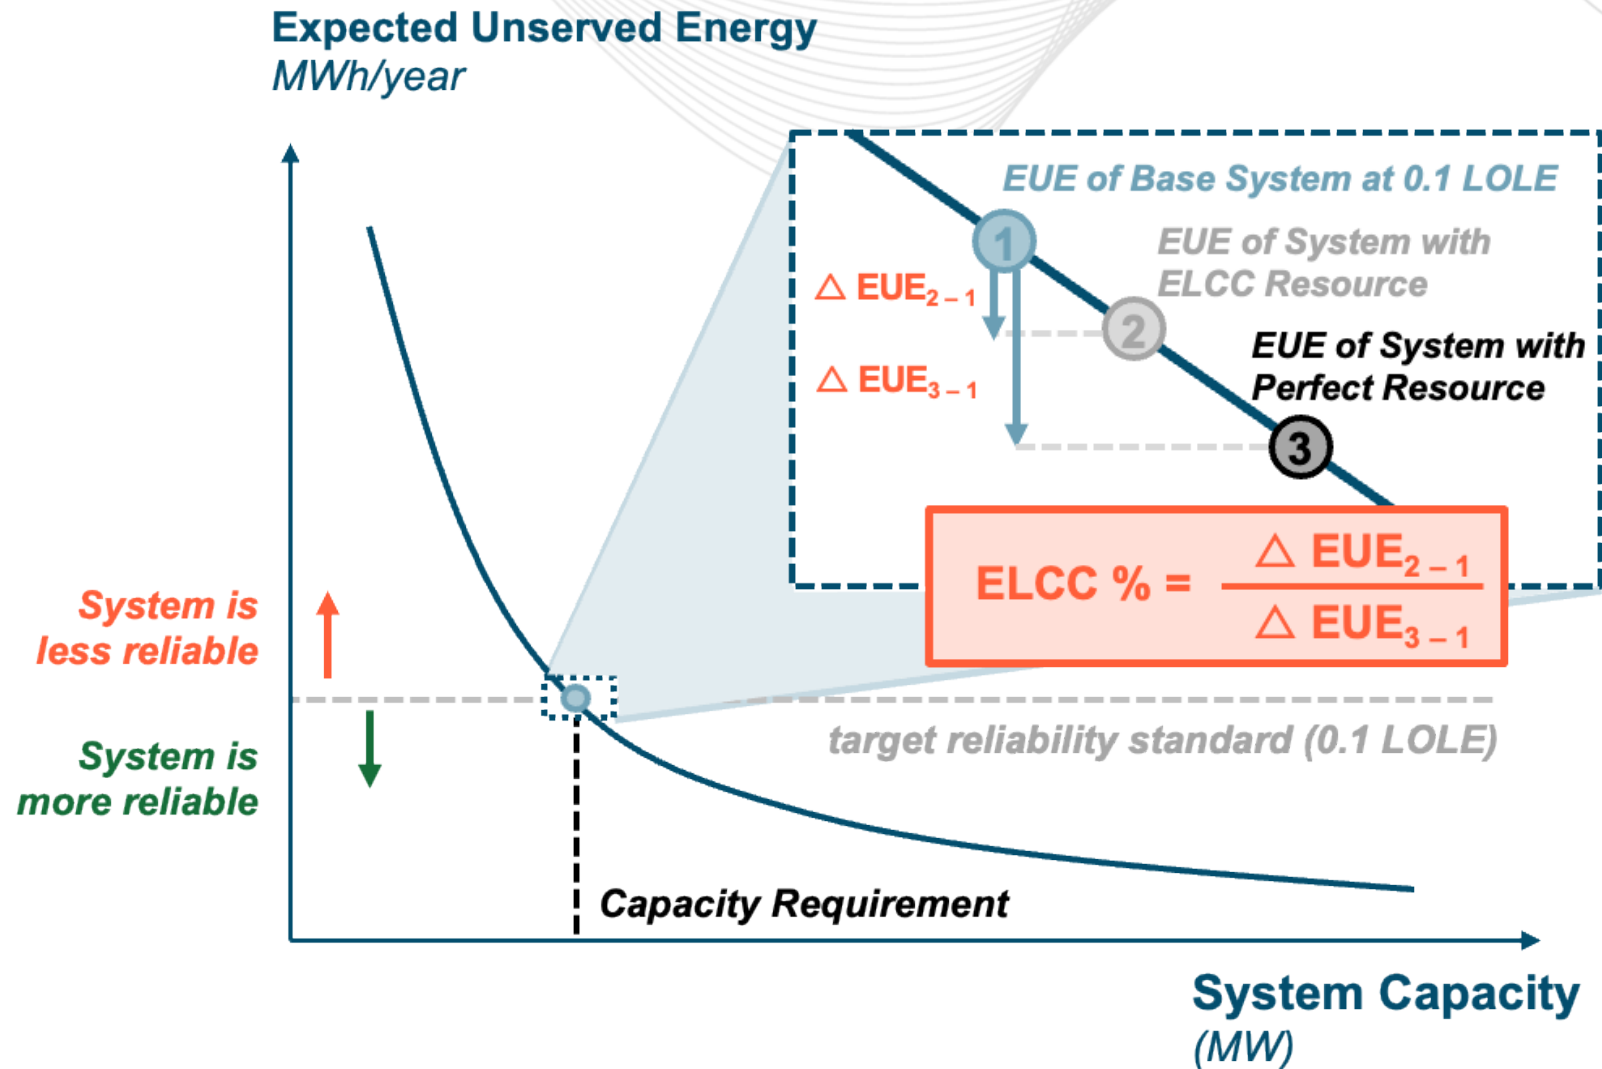 Expected Unserved Energy
MWh/year
EUE of Base System at 0.1 LOLE
1
EUE of System with
ELCC Resource
△ EUE2 – 1
2
EUE of System with
Perfect Resource
△ EUE3 – 1
3
ELCC % =
△ EUE2 – 1
△ EUE3 – 1
System is
less reliable
target reliability standard (0.1 LOLE)
System is
more reliable
Capacity Requirement
System Capacity
(MW)